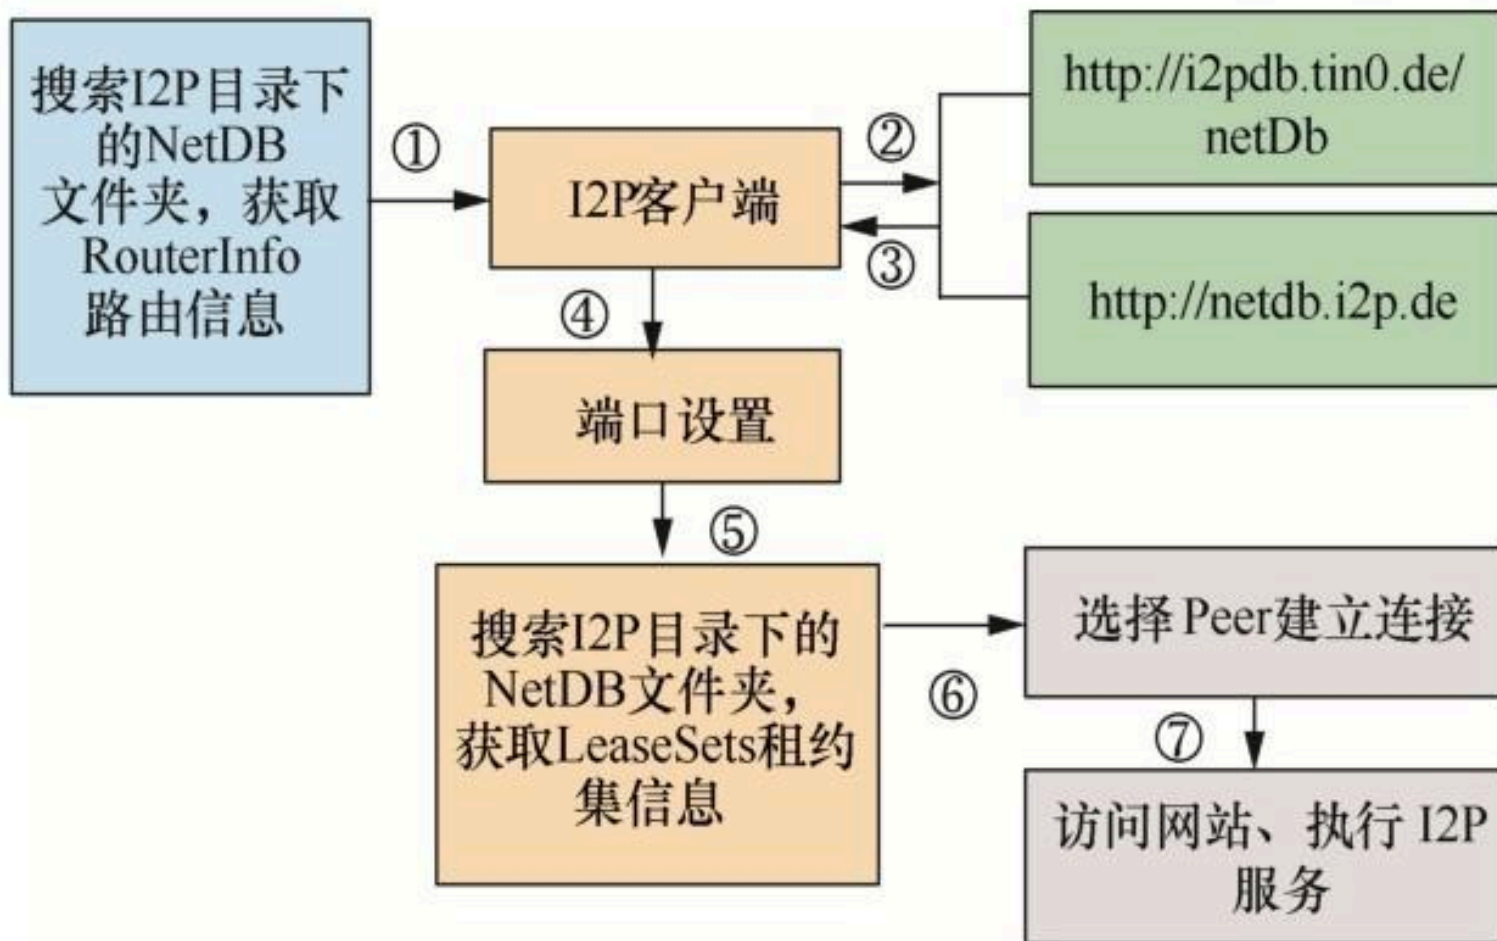 搜索I2P目录下
的NetDB
文件夹，获取
RouterInfo
路由信息
①
I2P客户端
②
③
http://i2pdb.tin0.de/
netDb
http://netdb.i2p.de
④
端口设置
⑤
搜索I2P目录下的
NetDB文件夹，
获取LeaseSets租约
集信息
⑥
选择Peer建立连接
⑦
访问网站、执行 I2P
服务